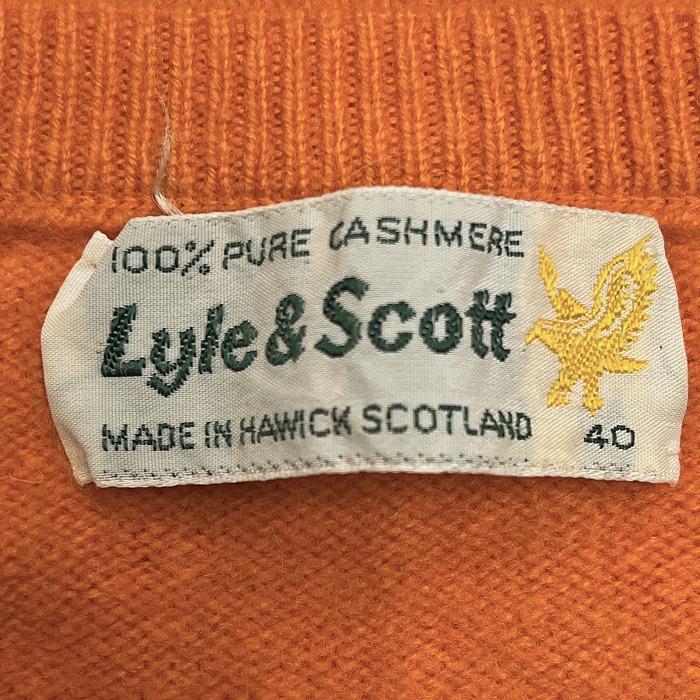 100% PURE CASHMERE
Lyle & Scott
MADE IN HAWICK SCOTLAND
40